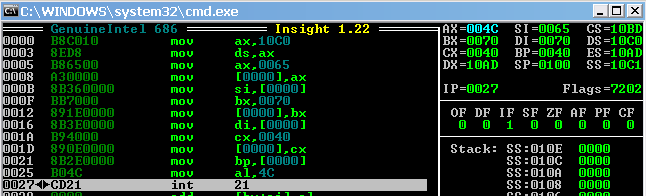 C:\WINDOWS\system32\cmd.exe
GenuineIntel 686 Insight 1.22
0000 B8C010 mov ax,10C0
0003 8ED8 mov ds,ax
0005 B86500 mov ax,0065
0008 A30000 mov [0000],ax
000B 8B360000 mov si,[0000]
000F BB7000 mov bx,0070
0012 891E0000 mov [0000],bx
0016 8B3E0000 mov di,[0000]
001A B94000 mov cx,0040
001D 890E0000 mov [0000],cx
0021 8B2E0000 mov bp,[0000]
0025 B04C mov al,4C
0027 CD21 int 21
AX=004C SI=0065 CS=10BD
BX=0070 DI=0070 DS=10C0
CX=0040 BP=0040 ES=10AD
DX=10AD SP=0100 SS=10C1
IP=0027 Flags=7202
OF DF IF SF ZF AF PF CF
0 0 1 0 0 0 0 0
Stack: SS:010E 0000
SS:010C 0000
SS:010A 0000
SS:0108 0000